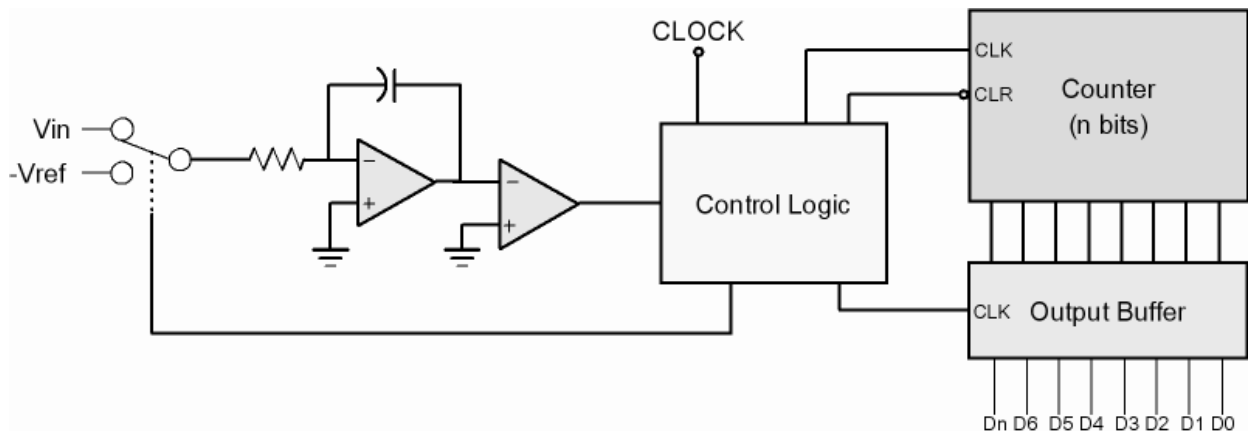 CLOCK
Vin
-Vref
−
+
−
+
Control Logic
CLK
CLR
Counter
(n bits)
CLK
Output Buffer
Dn D6 D5 D4 D3 D2 D1 D0